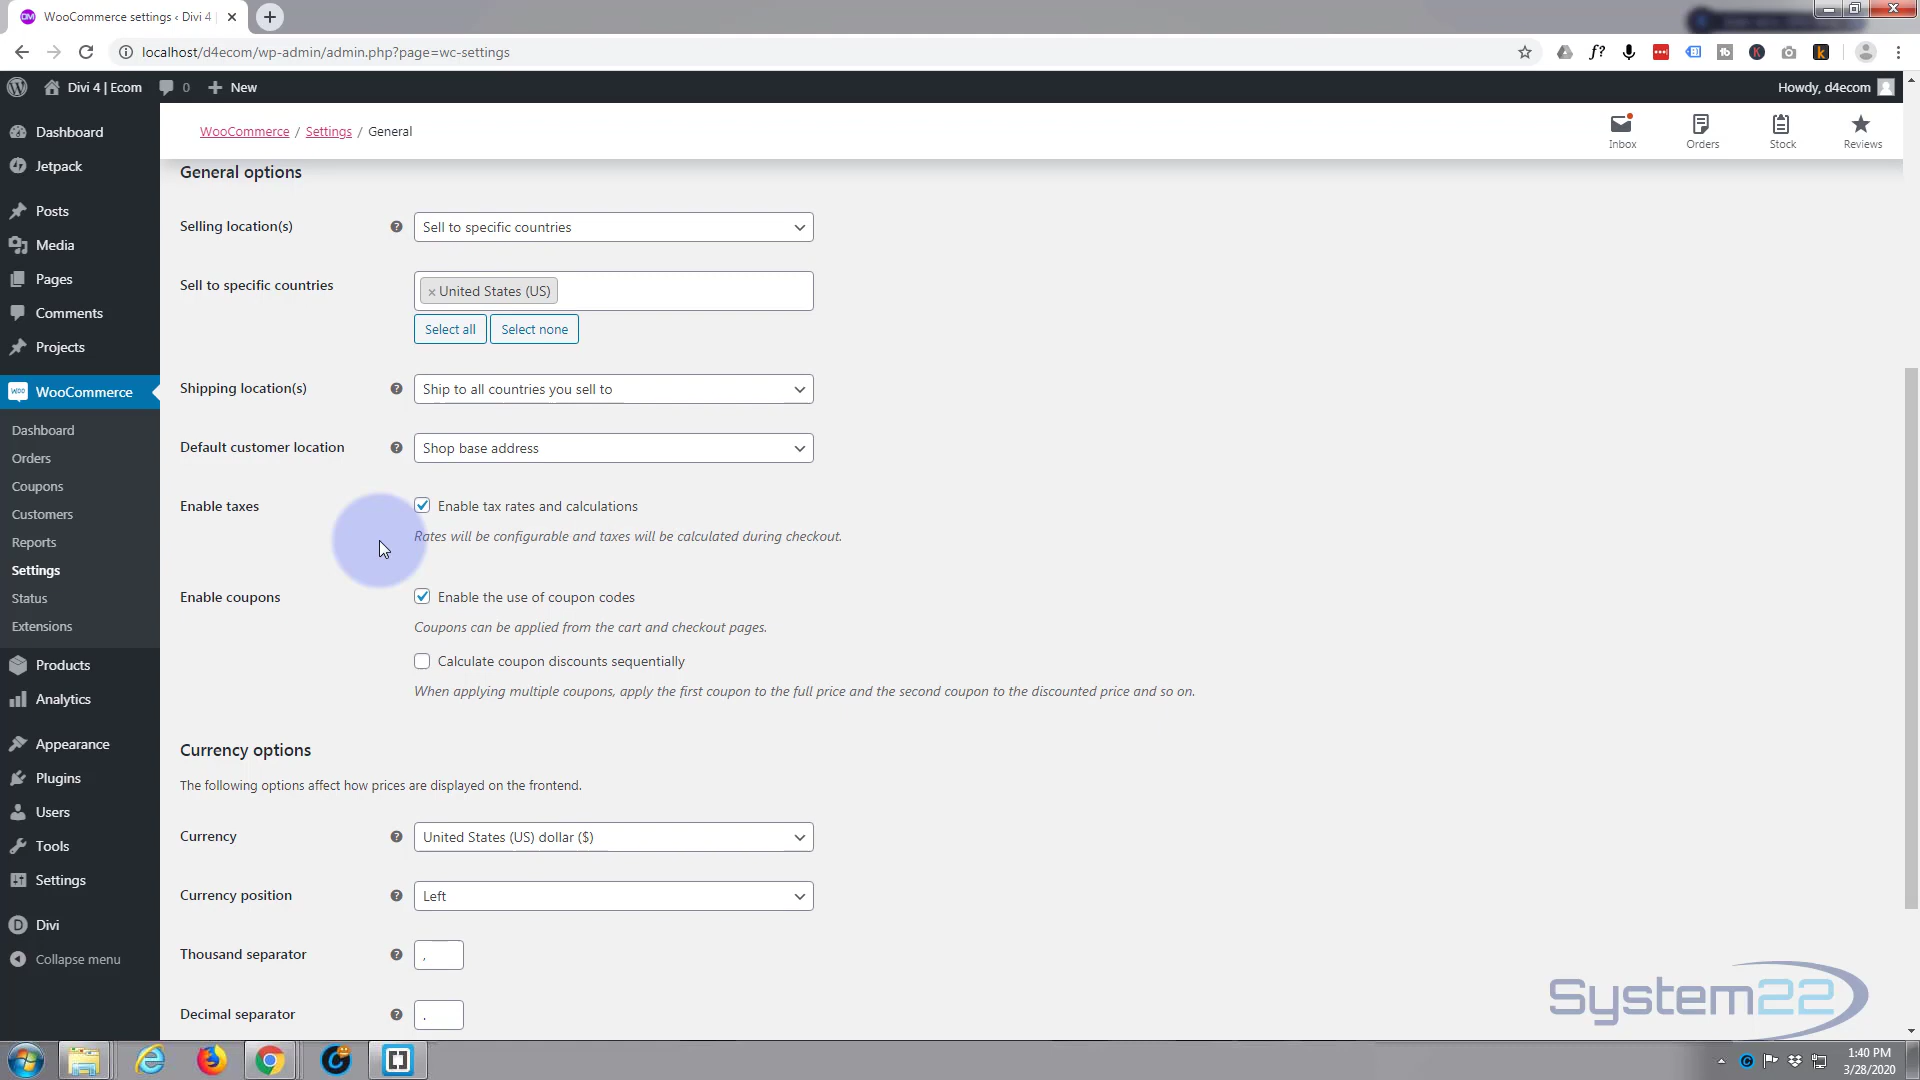 WooCommerce settings ‹ Divi 4 |
localhost/d4ecom/wp-admin/admin.php?page=wc-settings
Divi 4 | Ecom
0
New
Howdy, d4ecom
WooCommerce / Settings / General
Inbox
Orders
Stock
Reviews
Dashboard
Jetpack
Posts
Media
Pages
Comments
Projects
WooCommerce
Dashboard
Orders
Coupons
Customers
Reports
Settings
Status
Extensions
Products
Analytics
Appearance
Plugins
Users
Tools
Settings
Divi
Collapse menu
General options
Selling location(s)
Sell to specific countries
Sell to specific countries
× United States (US)
Select all
Select none
Shipping location(s)
Ship to all countries you sell to
Default customer location
Shop base address
Enable taxes
Enable tax rates and calculations
Rates will be configurable and taxes will be calculated during checkout.
Enable coupons
Enable the use of coupon codes
Coupons can be applied from the cart and checkout pages.
Calculate coupon discounts sequentially
When applying multiple coupons, apply the first coupon to the full price and the second coupon to the discounted price and so on.
Currency options
The following options affect how prices are displayed on the frontend.
Currency
United States (US) dollar ($)
Currency position
Left
Thousand separator
,
Decimal separator
.
System22
1:40 PM
3/28/2020